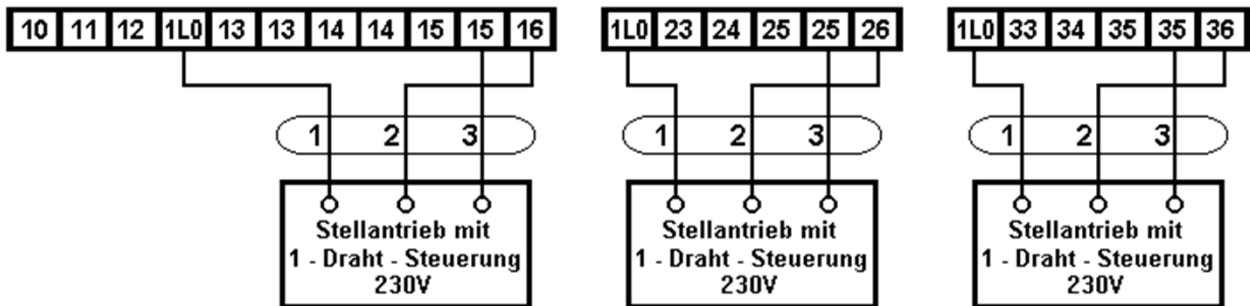 10 11 12 1L0 13 13 14 14 15 15 16 1L0 23 24 25 25 26 1L0 33 34 35 35 36
1 2 3 1 2 3 1 2 3
Stellantrieb mit Stellantrieb mit Stellantrieb mit
1 - Draht - Steuerung 1 - Draht - Steuerung 1 - Draht - Steuerung
230V 230V 230V